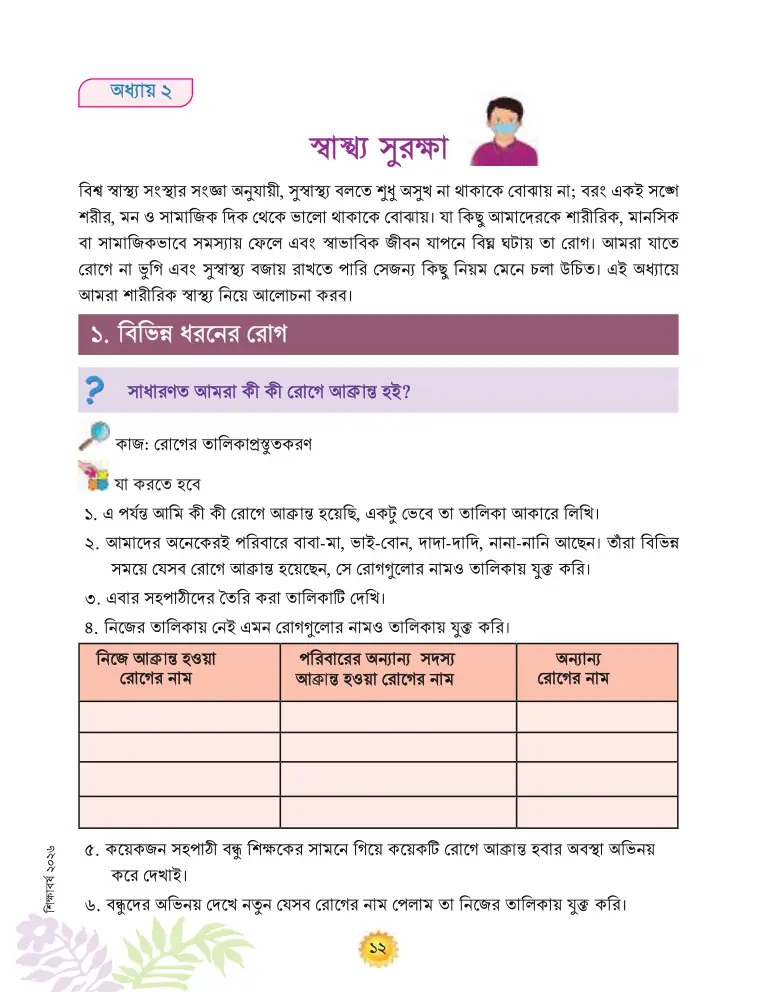 অধ্যায় ২
স্বাস্থ্য সুরক্ষা
বিশ্ব স্বাস্থ্য সংস্থার সংজ্ঞা অনুযায়ী, সুস্বাস্থ্য বলতে শুধু অসুখ না থাকাকে বোঝায় না; বরং একই সঙ্গে
শরীর, মন ও সামাজিক দিক থেকে ভালো থাকাকে বোঝায়। যা কিছু আমাদেরকে শারীরিক, মানসিক
বা সামাজিকভাবে সমস্যায় ফেলে এবং স্বাভাবিক জীবন যাপনে বিঘ্ন ঘটায় তা রোগ। আমরা যাতে
রোগে না ভুগি এবং সুস্বাস্থ্য বজায় রাখতে পারি সেজন্য কিছু নিয়ম মেনে চলা উচিত। এই অধ্যায়ে
আমরা শারীরিক স্বাস্থ্য নিয়ে আলোচনা করব।
১. বিভিন্ন ধরনের রোগ
? সাধারণত আমরা কী কী রোগে আক্রান্ত হই?
কাজ: রোগের তালিকাপ্রস্তুতকরণ
যা করতে হবে
১. এ পর্যন্ত আমি কী কী রোগে আক্রান্ত হয়েছি, একটু ভেবে তা তালিকা আকারে লিখি।
২. আমাদের অনেকেরই পরিবারে বাবা-মা, ভাই-বোন, দাদা-দাদি, নানা-নানি আছেন। তাঁরা বিভিন্ন
সময়ে যেসব রোগে আক্রান্ত হয়েছেন, সে রোগগুলোর নামও তালিকায় যুক্ত করি।
৩. এবার সহপাঠীদের তৈরি করা তালিকাটি দেখি।
৪. নিজের তালিকায় নেই এমন রোগগুলোর নামও তালিকায় যুক্ত করি।
নিজে আক্রান্ত হওয়া
রোগের নাম
পরিবারের অন্যান্য সদস্য
আক্রান্ত হওয়া রোগের নাম
অন্যান্য
রোগের নাম
৫. কয়েকজন সহপাঠী বন্ধু শিক্ষকের সামনে গিয়ে কয়েকটি রোগে আক্রান্ত হবার অবস্থা অভিনয়
করে দেখাই।
৬. বন্ধুদের অভিনয় দেখে নতুন যেসব রোগের নাম পেলাম তা নিজের তালিকায় যুক্ত করি।
শিক্ষাবর্ষ ২০২৬
১২